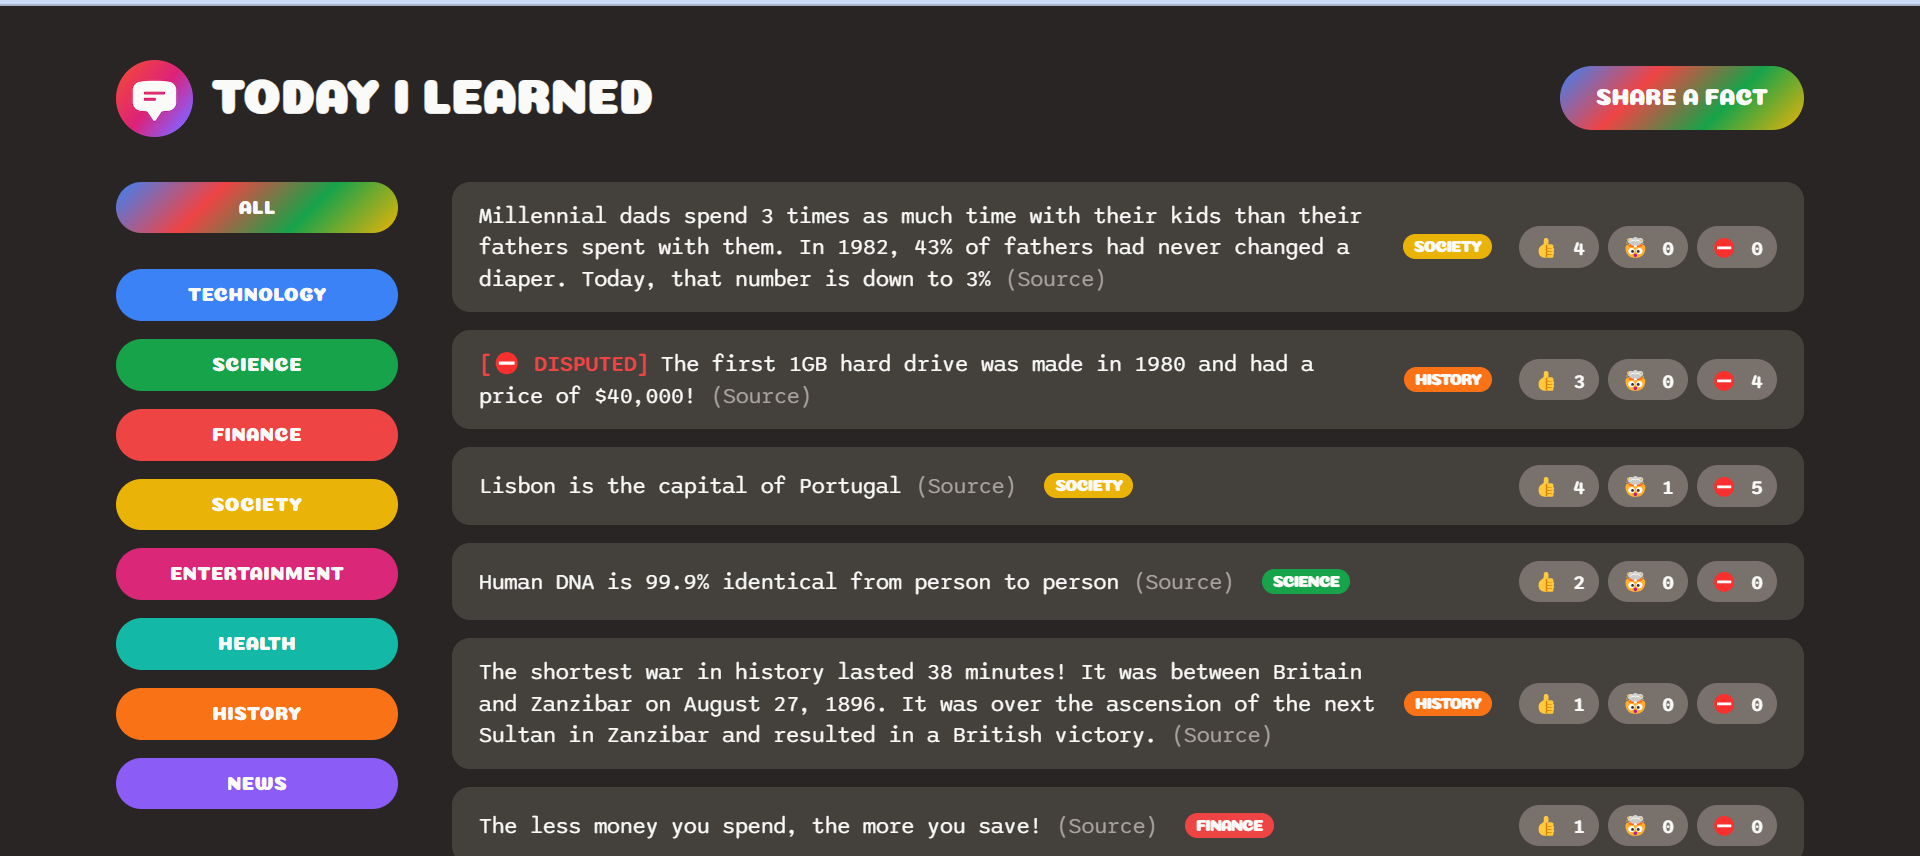 TODAY I LEARNED
SHARE A FACT
ALL
TECHNOLOGY
SCIENCE
FINANCE
SOCIETY
ENTERTAINMENT
HEALTH
HISTORY
NEWS
Millennial dads spend 3 times as much time with their kids than their
fathers spent with them. In 1982, 43% of fathers had never changed a
diaper. Today, that number is down to 3% (Source)
SOCIETY
👍 4
🤯 0
⛔ 0
[⛔ DISPUTED] The first 1GB hard drive was made in 1980 and had a
price of $40,000! (Source)
HISTORY
👍 3
🤯 0
⛔ 4
Lisbon is the capital of Portugal (Source)
SOCIETY
👍 4
🤯 1
⛔ 5
Human DNA is 99.9% identical from person to person (Source)
SCIENCE
👍 2
🤯 0
⛔ 0
The shortest war in history lasted 38 minutes! It was between Britain
and Zanzibar on August 27, 1896. It was over the ascension of the next
Sultan in Zanzibar and resulted in a British victory. (Source)
HISTORY
👍 1
🤯 0
⛔ 0
The less money you spend, the more you save! (Source)
FINANCE
👍 1
🤯 0
⛔ 0